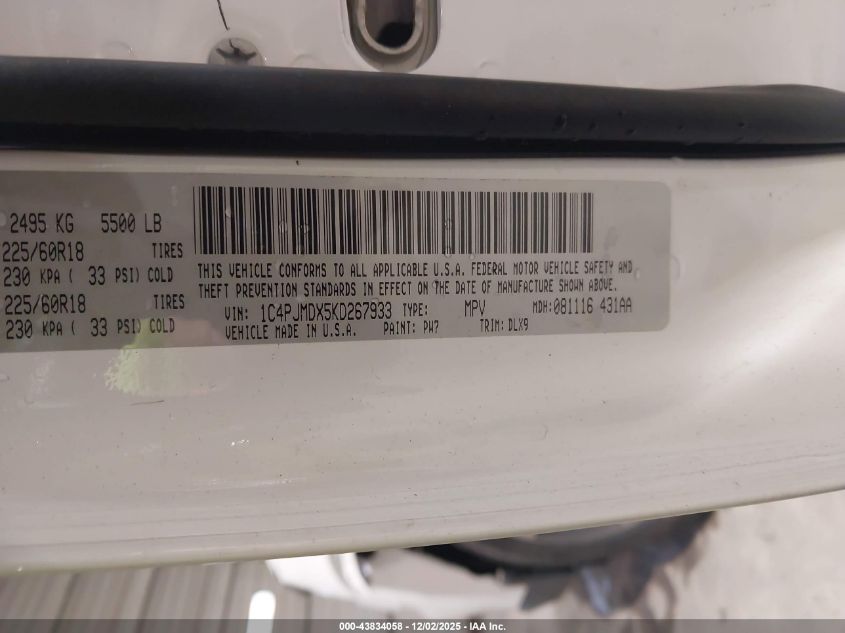 2495 KG 5500 LB
225/60R18 TIRES
230 KPA ( 33 PSI) COLD
225/60R18 TIRES
230 KPA ( 33 PSI) COLD
THIS VEHICLE CONFORMS TO ALL APPLICABLE U.S.A. FEDERAL MOTOR VEHICLE SAFETY AND
THEFT PREVENTION STANDARDS IN EFFECT ON THE DATE OF MANUFACTURE SHOWN ABOVE.
VIN: 1C4PJMDX5KD267933 TYPE: MPV MDH:081116 431AA
VEHICLE MADE IN U.S.A. PAINT: PW7 TRIM: DLX9
000-43834058 - 12/02/2025 - IAA Inc.